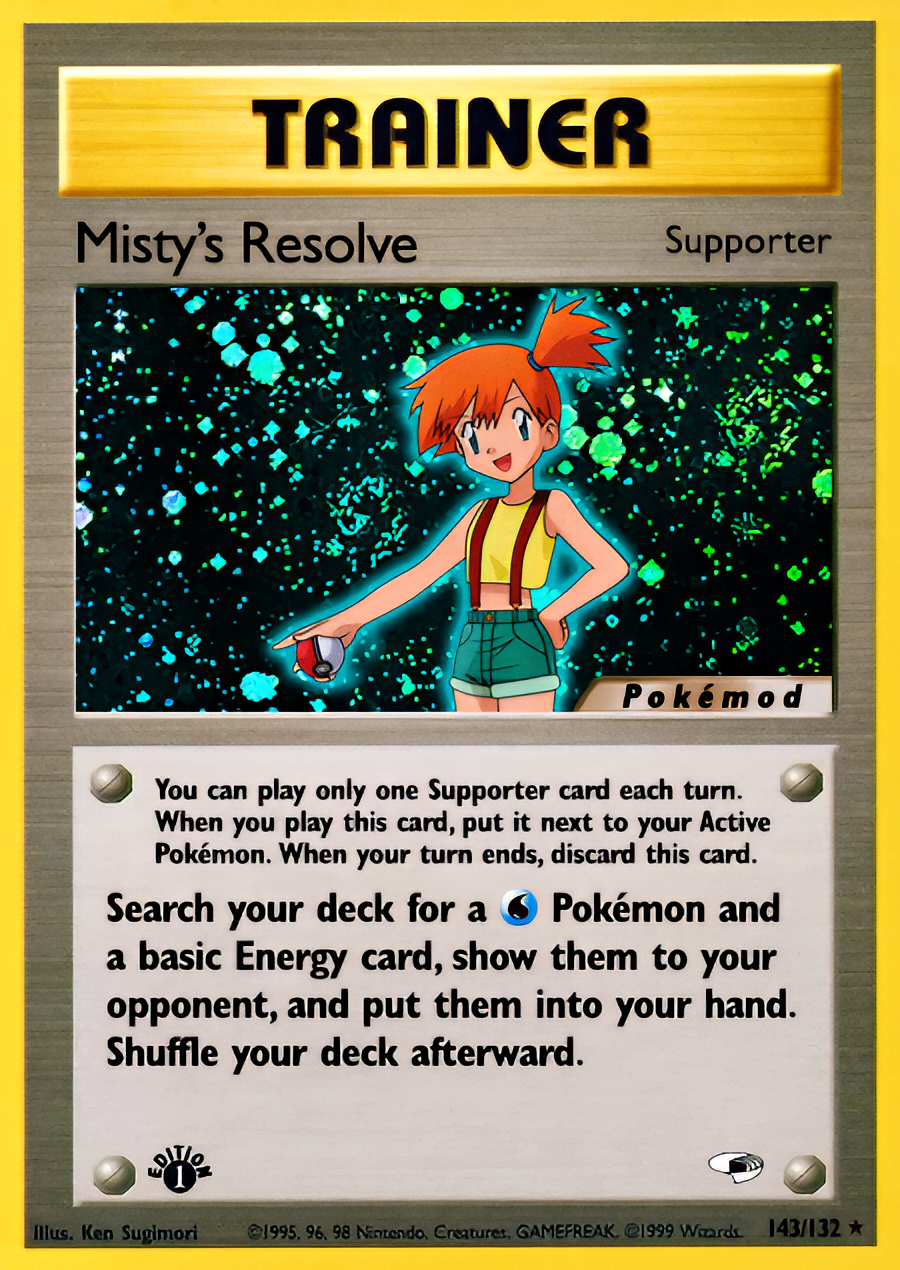 TRAINER
Misty's Resolve
Supporter
Pokémod
You can play only one Supporter card each turn.
When you play this card, put it next to your Active
Pokémon. When your turn ends, discard this card.
Search your deck for a Pokémon and
a basic Energy card, show them to your
opponent, and put them into your hand.
Shuffle your deck afterward.
EDITION
1
Illus. Ken Sugimori
©1995, 96, 98 Nintendo, Creatures, GAMEFREAK. ©1999 Wizards.
143/132 ★